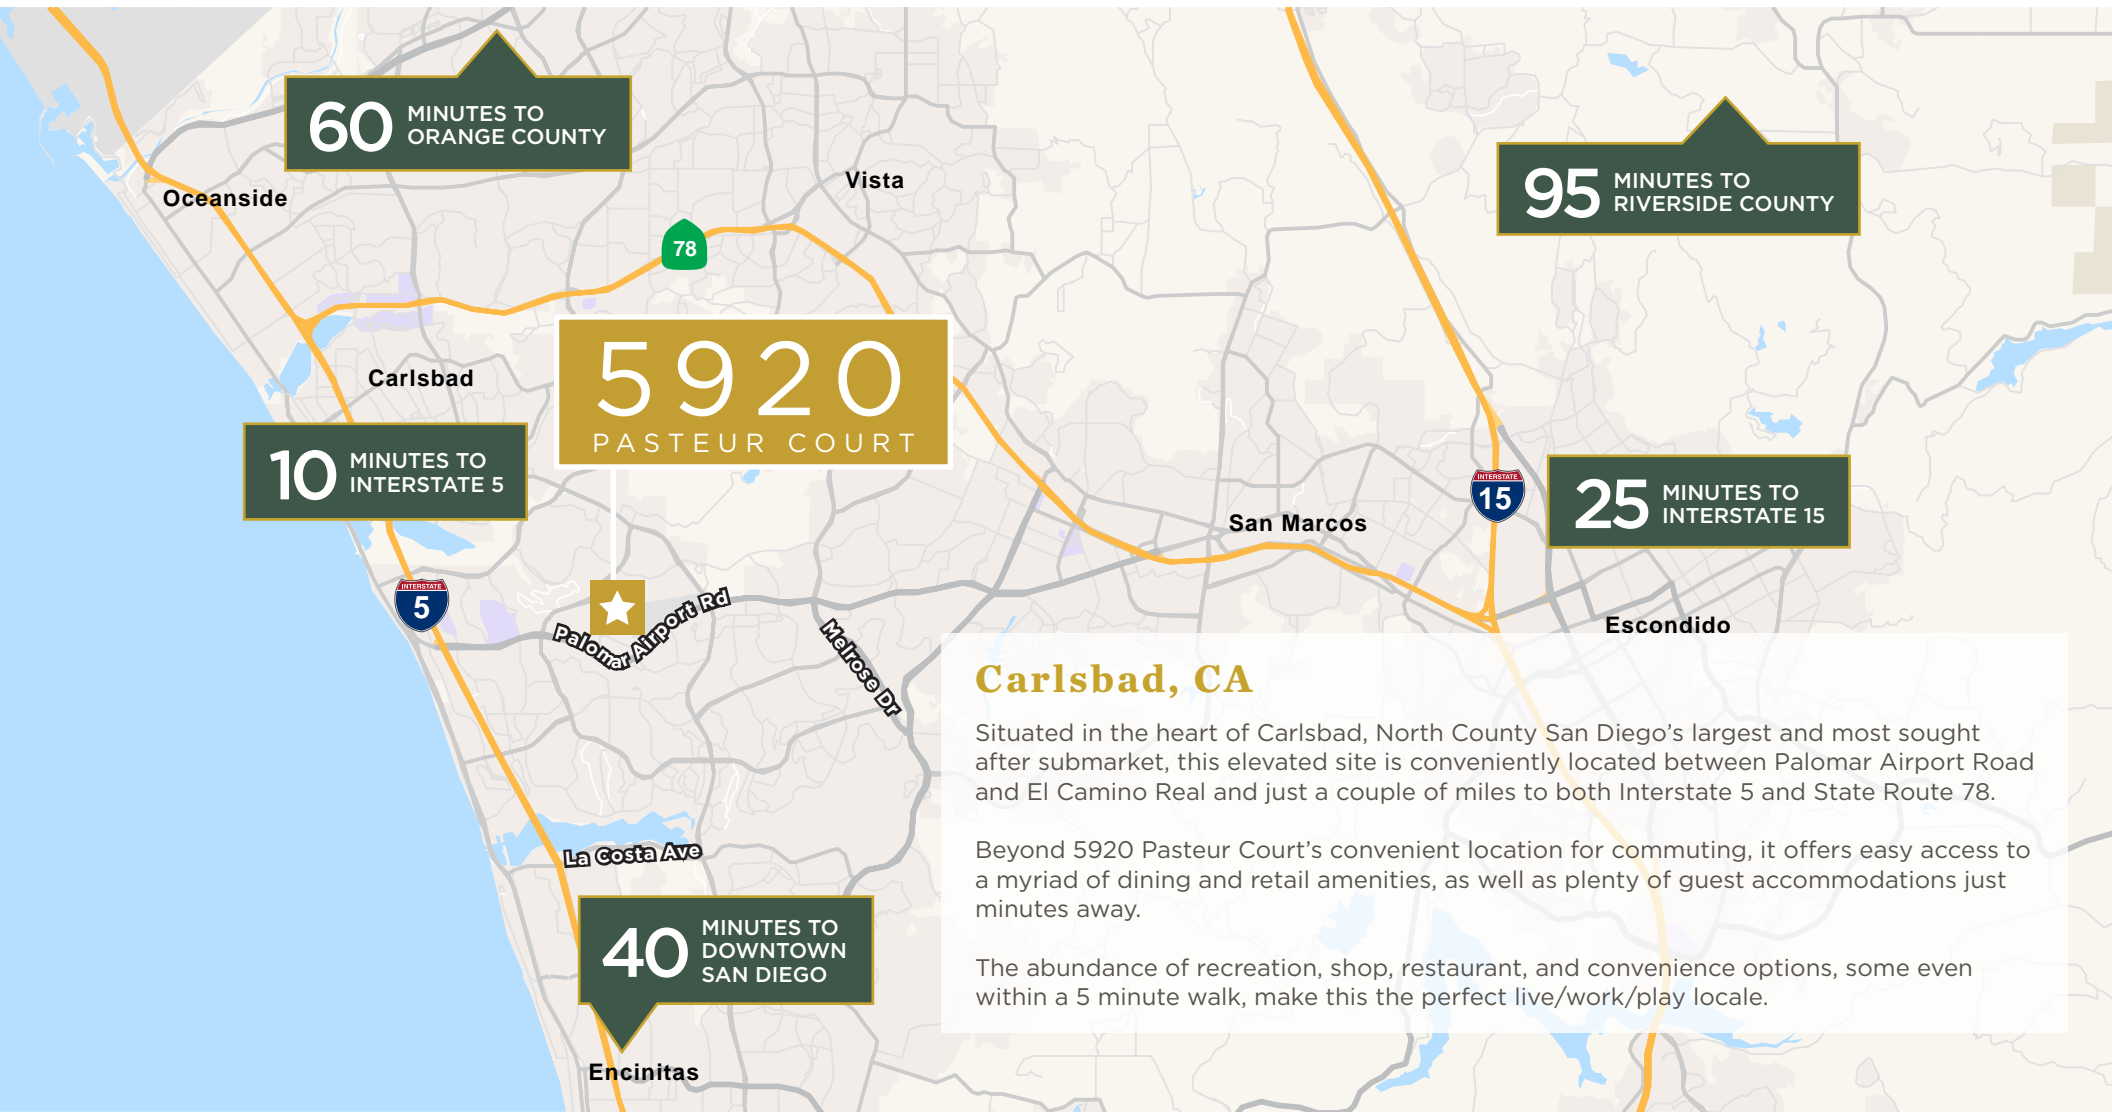 60 MINUTES TO
ORANGE COUNTY
95 MINUTES TO
RIVERSIDE COUNTY
Vista
Oceanside
78
5920
PASTEUR COURT
Carlsbad
10 MINUTES TO
INTERSTATE 5
INTERSTATE
15
25 MINUTES TO
INTERSTATE 15
San Marcos
INTERSTATE
5
Palomar Airport Rd
Melrose Dr
Escondido
Carlsbad, CA
Situated in the heart of Carlsbad, North County San Diego’s largest and most sought
after submarket, this elevated site is conveniently located between Palomar Airport Road
and El Camino Real and just a couple of miles to both Interstate 5 and State Route 78.
Beyond 5920 Pasteur Court’s convenient location for commuting, it offers easy access to
a myriad of dining and retail amenities, as well as plenty of guest accommodations just
minutes away.
The abundance of recreation, shop, restaurant, and convenience options, some even
within a 5 minute walk, make this the perfect live/work/play locale.
La Costa Ave
40 MINUTES TO
DOWNTOWN
SAN DIEGO
Encinitas